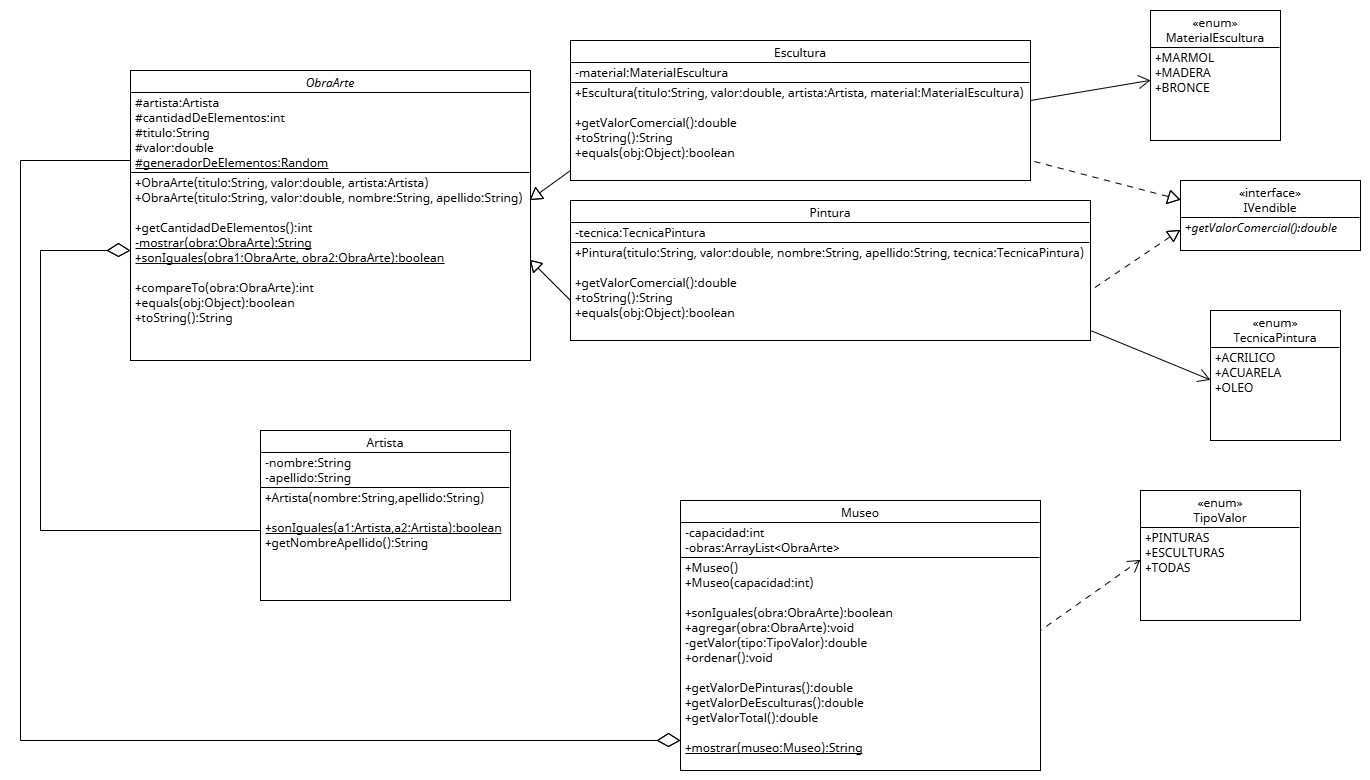 ObraArte
#artista:Artista
#cantidadDeElementos:int
#titulo:String
#valor:double
#generadorDeElementos:Random
+ObraArte(titulo:String, valor:double, artista:Artista)
+ObraArte(titulo:String, valor:double, nombre:String, apellido:String)
+getCantidadDeElementos():int
-mostrar(obra:ObraArte):String
+sonIguales(obra1:ObraArte, obra2:ObraArte):boolean
+compareTo(obra:ObraArte):int
+equals(obj:Object):boolean
+toString():String
Escultura
-material:MaterialEscultura
+Escultura(titulo:String, valor:double, artista:Artista, material:MaterialEscultura)
+getValorComercial():double
+toString():String
+equals(obj:Object):boolean
Pintura
-tecnica:TecnicaPintura
+Pintura(titulo:String, valor:double, nombre:String, apellido:String, tecnica:TecnicaPintura)
+getValorComercial():double
+toString():String
+equals(obj:Object):boolean
«enum»
MaterialEscultura
+MARMOL
+MADERA
+BRONCE
«interface»
IVendible
+getValorComercial():double
«enum»
TecnicaPintura
+ACRILICO
+ACUARELA
+OLEO
Artista
-nombre:String
-apellido:String
+Artista(nombre:String,apellido:String)
+sonIguales(a1:Artista,a2:Artista):boolean
+getNombreApellido():String
Museo
-capacidad:int
-obras:ArrayList<ObraArte>
+Museo()
+Museo(capacidad:int)
+sonIguales(obra:ObraArte):boolean
+agregar(obra:ObraArte):void
-getValor(tipo:TipoValor):double
+ordenar():void
+getValorDePinturas():double
+getValorDeEsculturas():double
+getValorTotal():double
+mostrar(museo:Museo):String
«enum»
TipoValor
+PINTURAS
+ESCULTURAS
+TODAS